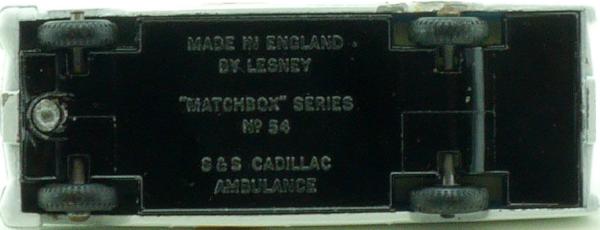 MADE IN ENGLAND
BY LESNEY
"MATCHBOX" SERIES
Nº 54
S & S CADILLAC
AMBULANCE